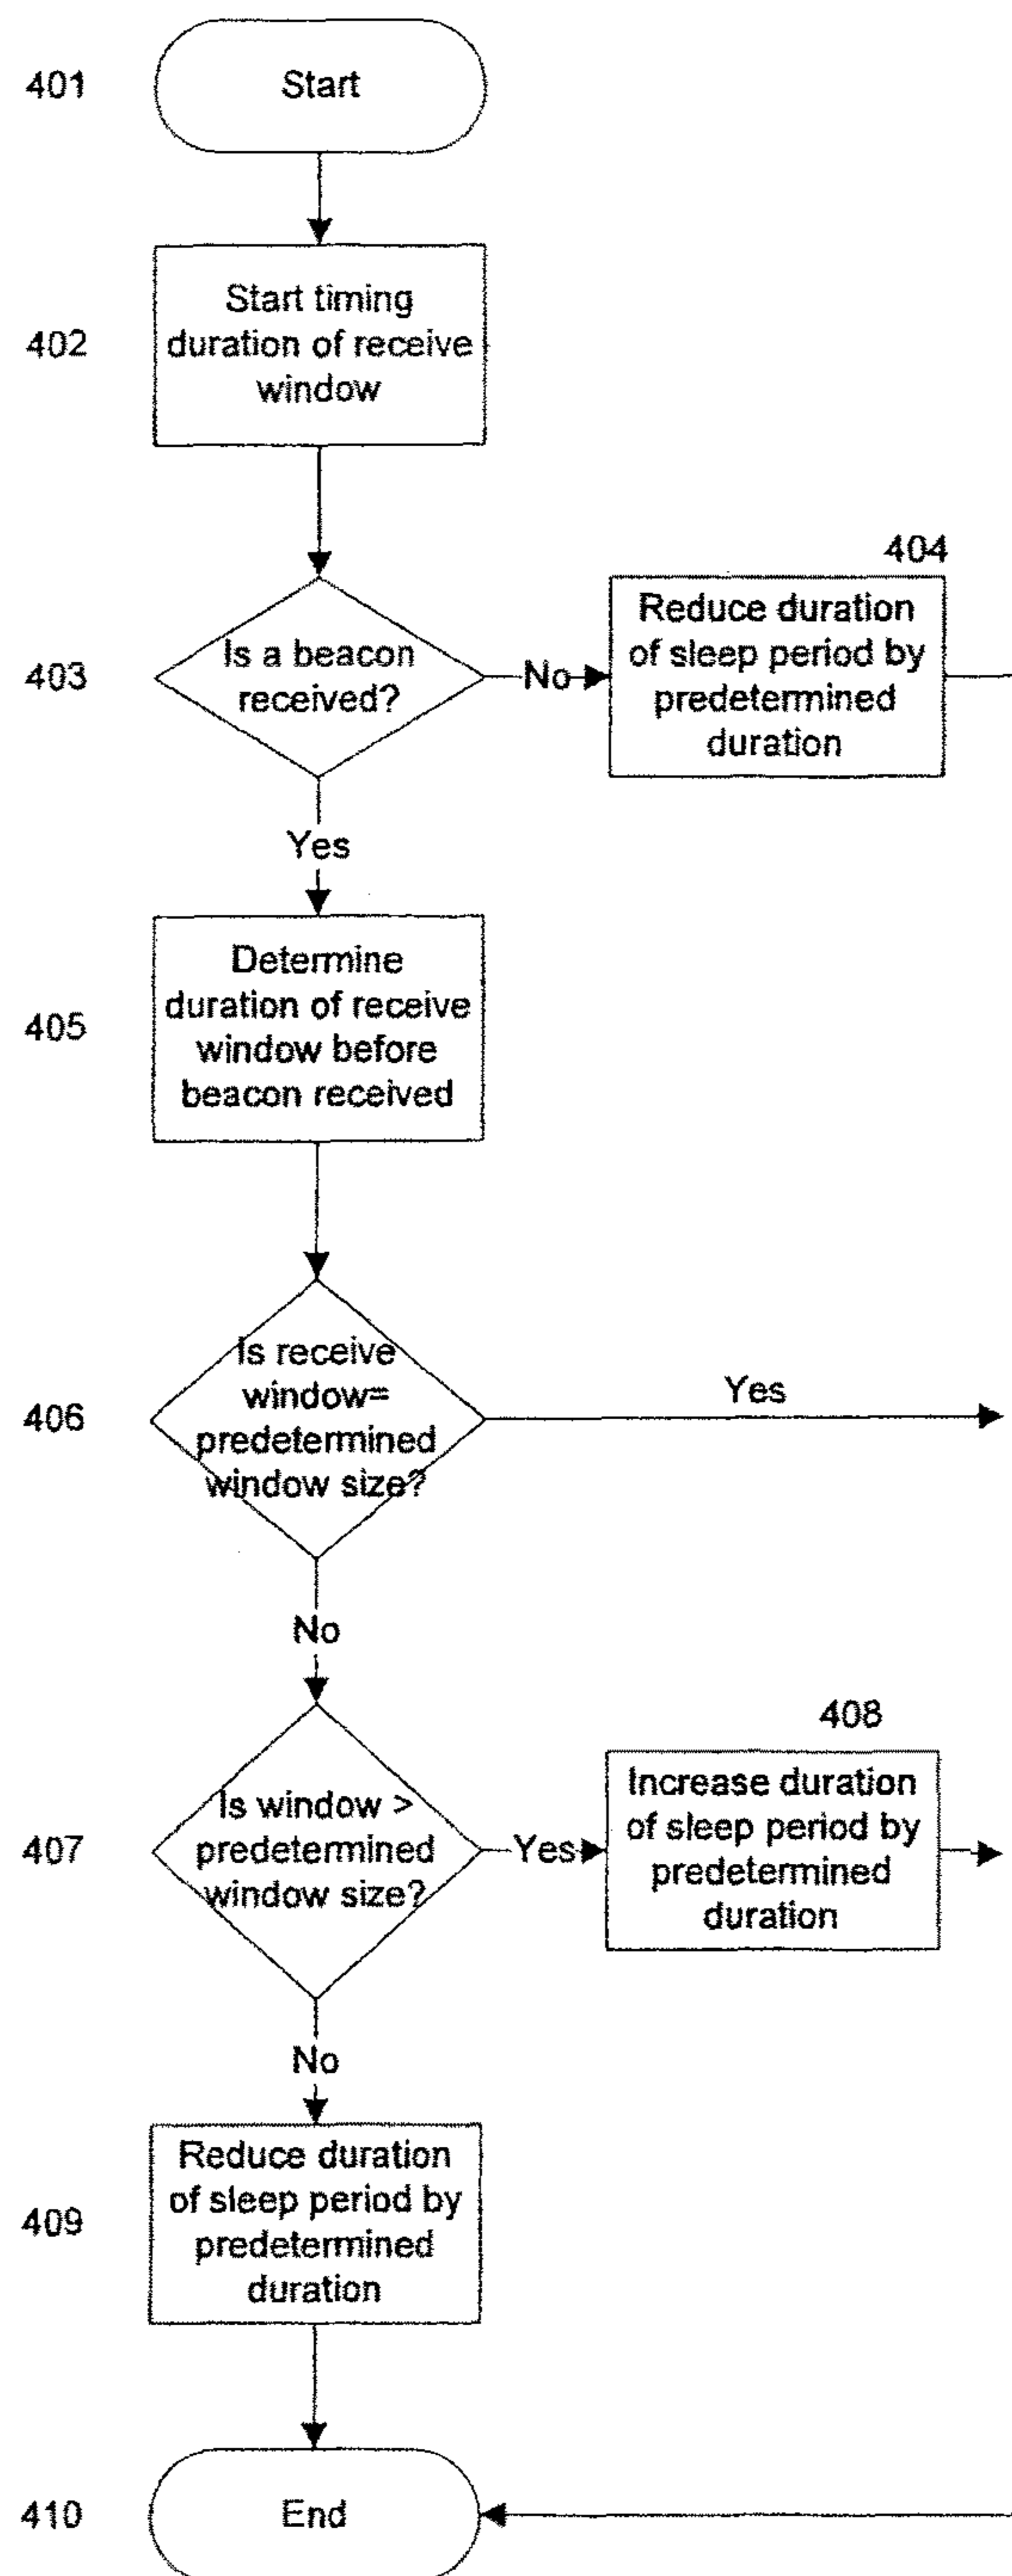 401
Start
402
Start timing
duration of receive
window
403
Is a beacon
received?
No
404
Reduce duration
of sleep period by
predetermined
duration
Yes
405
Determine
duration of receive
window before
beacon received
406
Is receive
window=
predetermined
window size?
Yes
No
407
Is window >
predetermined
window size?
Yes
408
Increase duration
of sleep period by
predetermined
duration
No
409
Reduce duration
of sleep period by
predetermined
duration
410
End